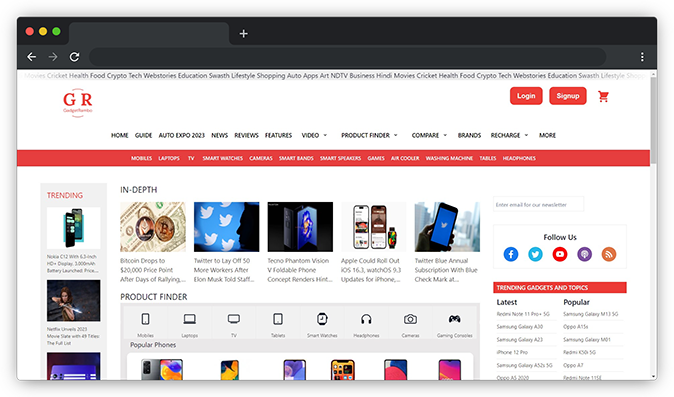 Movies Cricket Health Food Crypto Tech Webstories Education Swasth Lifestyle Shopping Auto Apps Art NDTV Business Hindi Movies Cricket Health Food Crypto Tech Webstories Education Swasth Lifestyle Shopping
G R
GadgetRocks
Login
Signup
HOME GUIDE AUTO EXPO 2023 NEWS REVIEWS FEATURES VIDEO PRODUCT FINDER COMPARE BRANDS RECHARGE MORE
MOBILES LAPTOPS TV SMART WATCHES CAMERAS SMART BANDS SMART SPEAKERS GAMES AIR COOLER WASHING MACHINE TABLES HEADPHONES
TRENDING
Nokia C12 With 6.3-inch
HD+ Display, 3,000mAh
Battery Launched: Price,...
Netflix Unveils 2023
Movie Slate with 49 Titles:
The Full List
IN-DEPTH
Bitcoin Drops to
$20,000 Price Point
After Days of Rallying,...
Twitter to Lay Off 50
More Workers After
Elon Musk Told Staff...
Tecno Phantom Vision
V Foldable Phone
Concept Renders Hint...
Apple Could Roll Out
iOS 16.3, watchOS 9.3
Updates for iPhone,...
Twitter Blue Annual
Subscription With Blue
Check Mark at...
PRODUCT FINDER
Mobiles
Laptops
TV
Tablets
Smart Watches
Headphones
Cameras
Gaming Consoles
Popular Phones
Enter email for our newsletter
Follow Us
TRENDING GADGETS AND TOPICS
Latest
Redmi Note 11 Pro+ 5G
Samsung Galaxy A30
Samsung Galaxy A23
iPhone 12 Pro
Samsung Galaxy A52s 5G
Oppo A5 2020
Popular
Samsung Galaxy M13 5G
Oppo A15s
Samsung Galaxy M01
Redmi K50i 5G
Oppo A7
Redmi Note 11SE